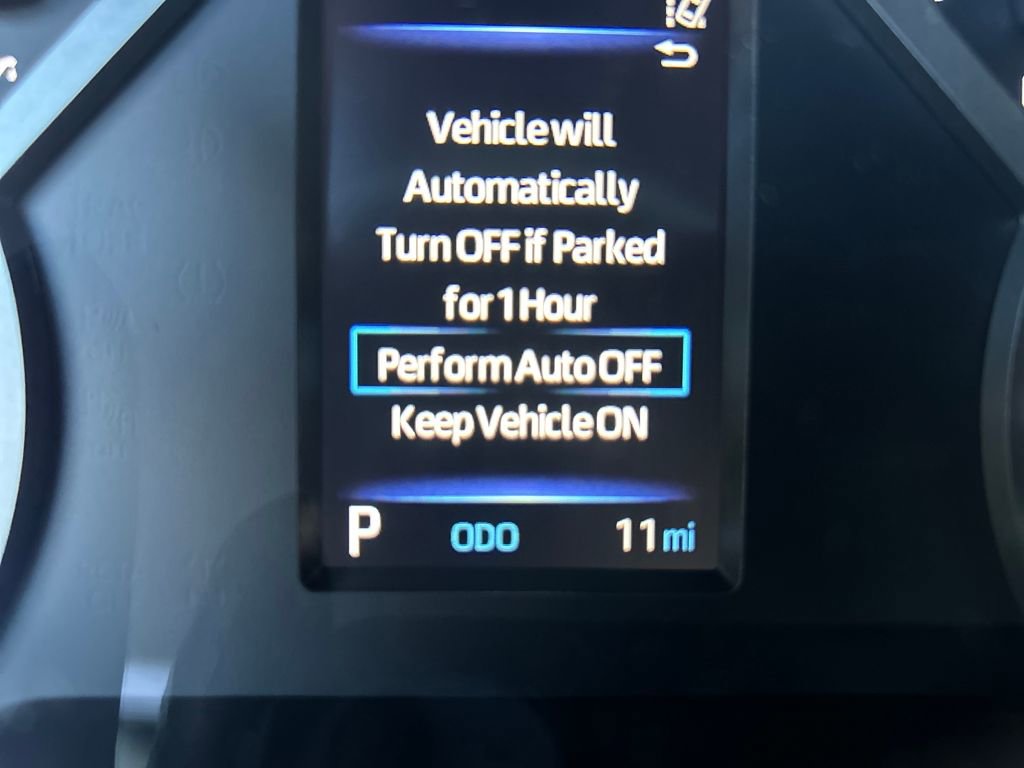 Vehicle will
Automatically
Turn OFF if Parked
for 1 Hour
Perform Auto OFF
Keep Vehicle ON
P ODO 11 mi